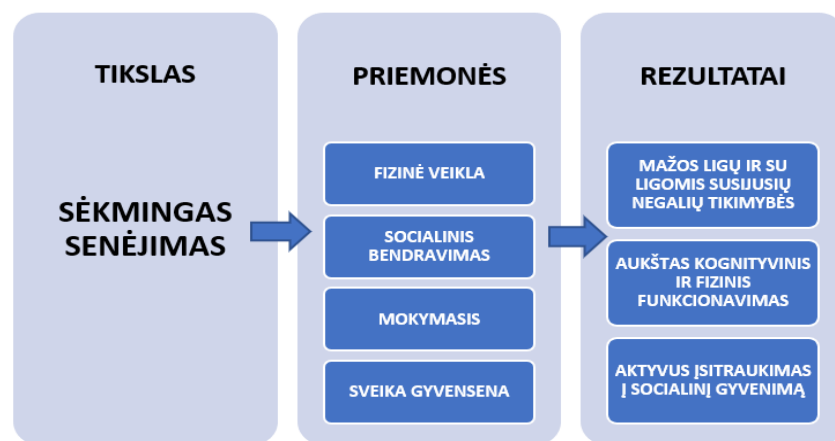 TIKSLAS
SĖKMINGAS
SENĖJIMAS
PRIEMONĖS
FIZINĖ VEIKLA
SOCIALINIS
BENDRAVIMAS
MOKYMASIS
SVEIKA GYVENSENA
REZULTATAI
MAŽOS LIGŲ IR SU
LIGOMIS SUSIJUSIŲ
NEGALIŲ TIKIMYBĖS
AUKŠTAS KOGNITYVINIS
IR FIZINIS
FUNKCIONAVIMAS
AKTYVUS ĮSITRAUKIMAS
Į SOCIALINĮ GYVENIMĄ